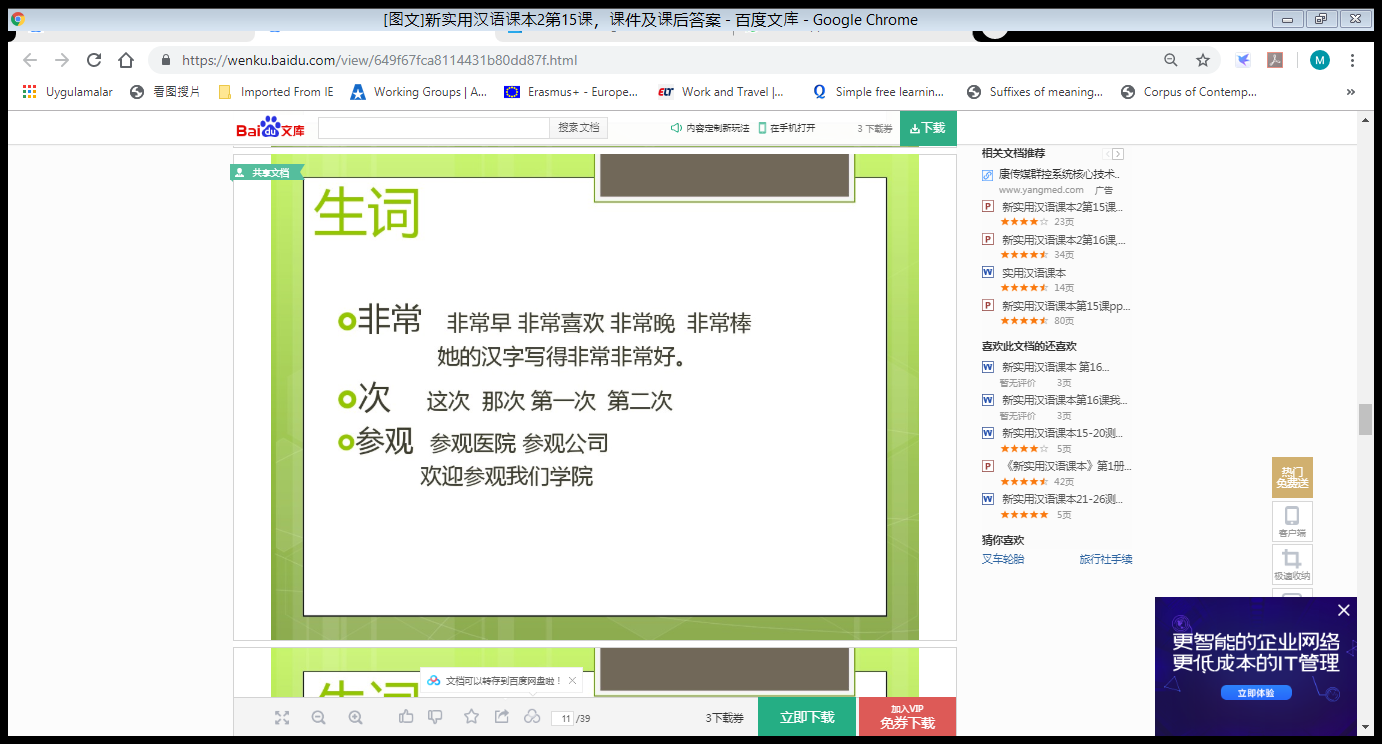 [图文]新实用汉语课本2第15课，课件及课后答案 - 百度文库 - Google Chrome
https://wenku.baidu.com/view/649f67fca8114431b80dd87f.html
M
Uygulamalar 看图搜片 Imported From IE Working Groups | A... Erasmus+ - Europe... ELT Work and Travel |... Q Simple free learnin... Suffixes of meaning... Corpus of Contemp... »
Bai du 文库 搜索文档 内容定制新玩法 在手机打开 3 下载券 下载
共享文档
生词
非常 非常早 非常喜欢 非常晚 非常棒
她的汉字写得非常非常好。
次 这次 那次 第一次 第二次
参观 参观医院 参观公司
欢迎参观我们学院
生词
文档可以转存到百度网盘啦！
11 /39 3下载券 立即下载
加入VIP
免券下载
相关文档推荐
康传媒群控系统核心技术..
www.yangmed.com 广告
P 新实用汉语课本2第15课...
23页
P 新实用汉语课本2第16课,...
34页
W 实用汉语课本
14页
P 新实用汉语课本第15课pp...
80页
喜欢此文档的还喜欢
W 新实用汉语课本 第16...
暂无评价 3页
W 新实用汉语课本第16课我...
暂无评价 3页
W 新实用汉语课本15-20测...
5页
P 《新实用汉语课本》第1册...
42页
W 新实用汉语课本21-26测...
5页
猜你喜欢
叉车轮胎 旅行社手续
热门
免费送
客户端
极速收纳
更智能的企业网络
更低成本的IT管理
立即体验